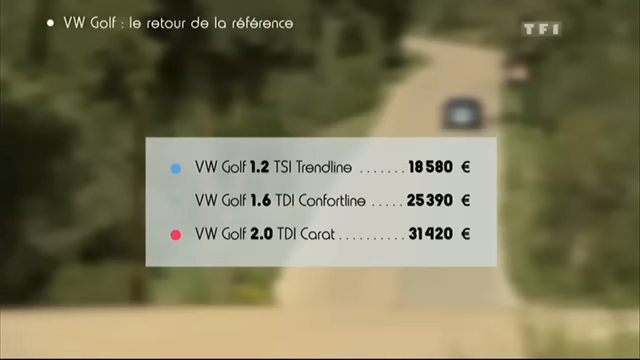 VW Golf : le retour de la référence
TF1
VW Golf 1.2 TSI Trendline ....... 18 580 €
VW Golf 1.6 TDI Confortline ..... 25 390 €
VW Golf 2.0 TDI Carat .......... 31 420 €